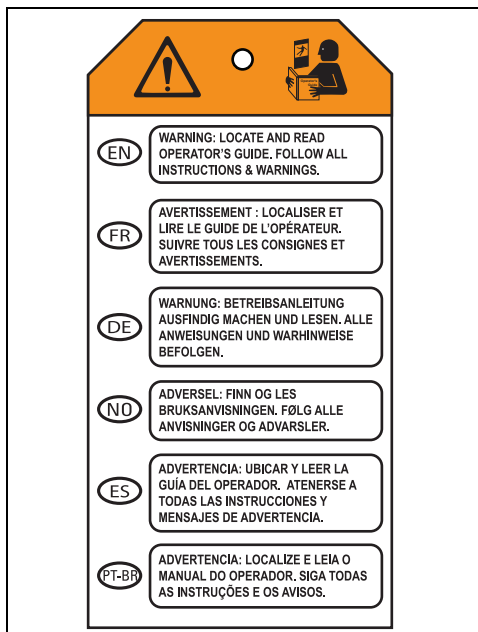 EN
WARNING: LOCATE AND READ
OPERATOR'S GUIDE. FOLLOW ALL
INSTRUCTIONS & WARNINGS.
FR
AVERTISSEMENT : LOCALISER ET
LIRE LE GUIDE DE L'OPÉRATEUR.
SUIVRE TOUS LES CONSIGNES ET
AVERTISSEMENTS.
DE
WARNUNG: BETREIBSANLEITUNG
AUSFINDIG MACHEN UND LESEN. ALLE
ANWEISUNGEN UND WARHINWEISE
BEFOLGEN.
NO
ADVERSEL: FINN OG LES
BRUKSANVISNINGEN. FØLG ALLE
ANVISNINGER OG ADVARSLER.
ES
ADVERTENCIA: UBICAR Y LEER LA
GUÍA DEL OPERADOR. ATENERSE A
TODAS LAS INSTRUCCIONES Y
MENSAJES DE ADVERTENCIA.
PT-BR
ADVERTENCIA: LOCALIZE E LEIA O
MANUAL DO OPERADOR. SIGA TODAS
AS INSTRUÇÕES E OS AVISOS.